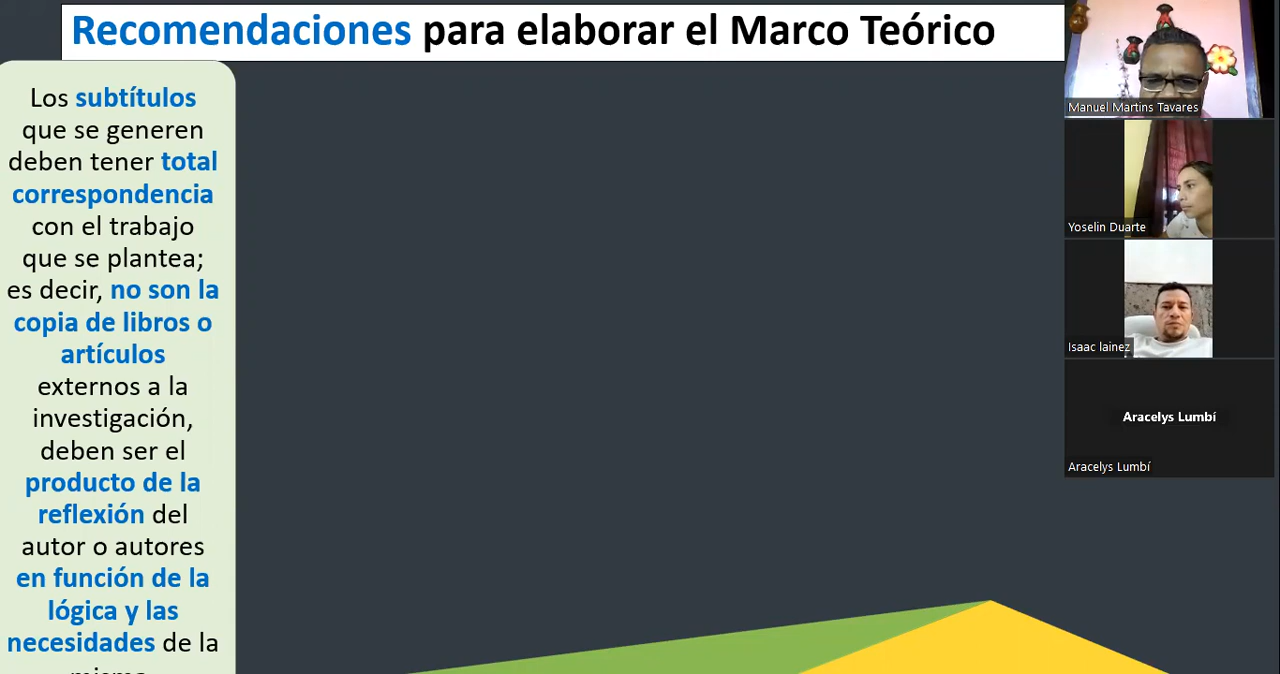 Recomendaciones para elaborar el Marco Teórico
Los subtítulos
que se generen
deben tener total
correspondencia
con el trabajo
que se plantea;
es decir, no son la
copia de libros o
artículos
externos a la
investigación,
deben ser el
producto de la
reflexión del
autor o autores
en función de la
lógica y las
necesidades de la
Manuel Martins Tavares
Yoselin Duarte
Isaac lainez
Aracelys Lumbí
Aracelys Lumbí